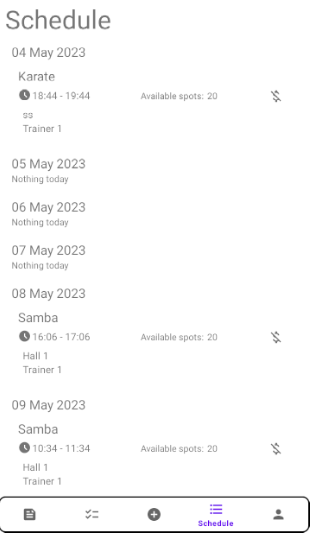 Schedule
04 May 2023
Karate
18:44 - 19:44 Available spots: 20
ss
Trainer 1
05 May 2023
Nothing today
06 May 2023
Nothing today
07 May 2023
Nothing today
08 May 2023
Samba
16:06 - 17:06 Available spots: 20
Hall 1
Trainer 1
09 May 2023
Samba
10:34 - 11:34 Available spots: 20
Hall 1
Trainer 1
Schedule